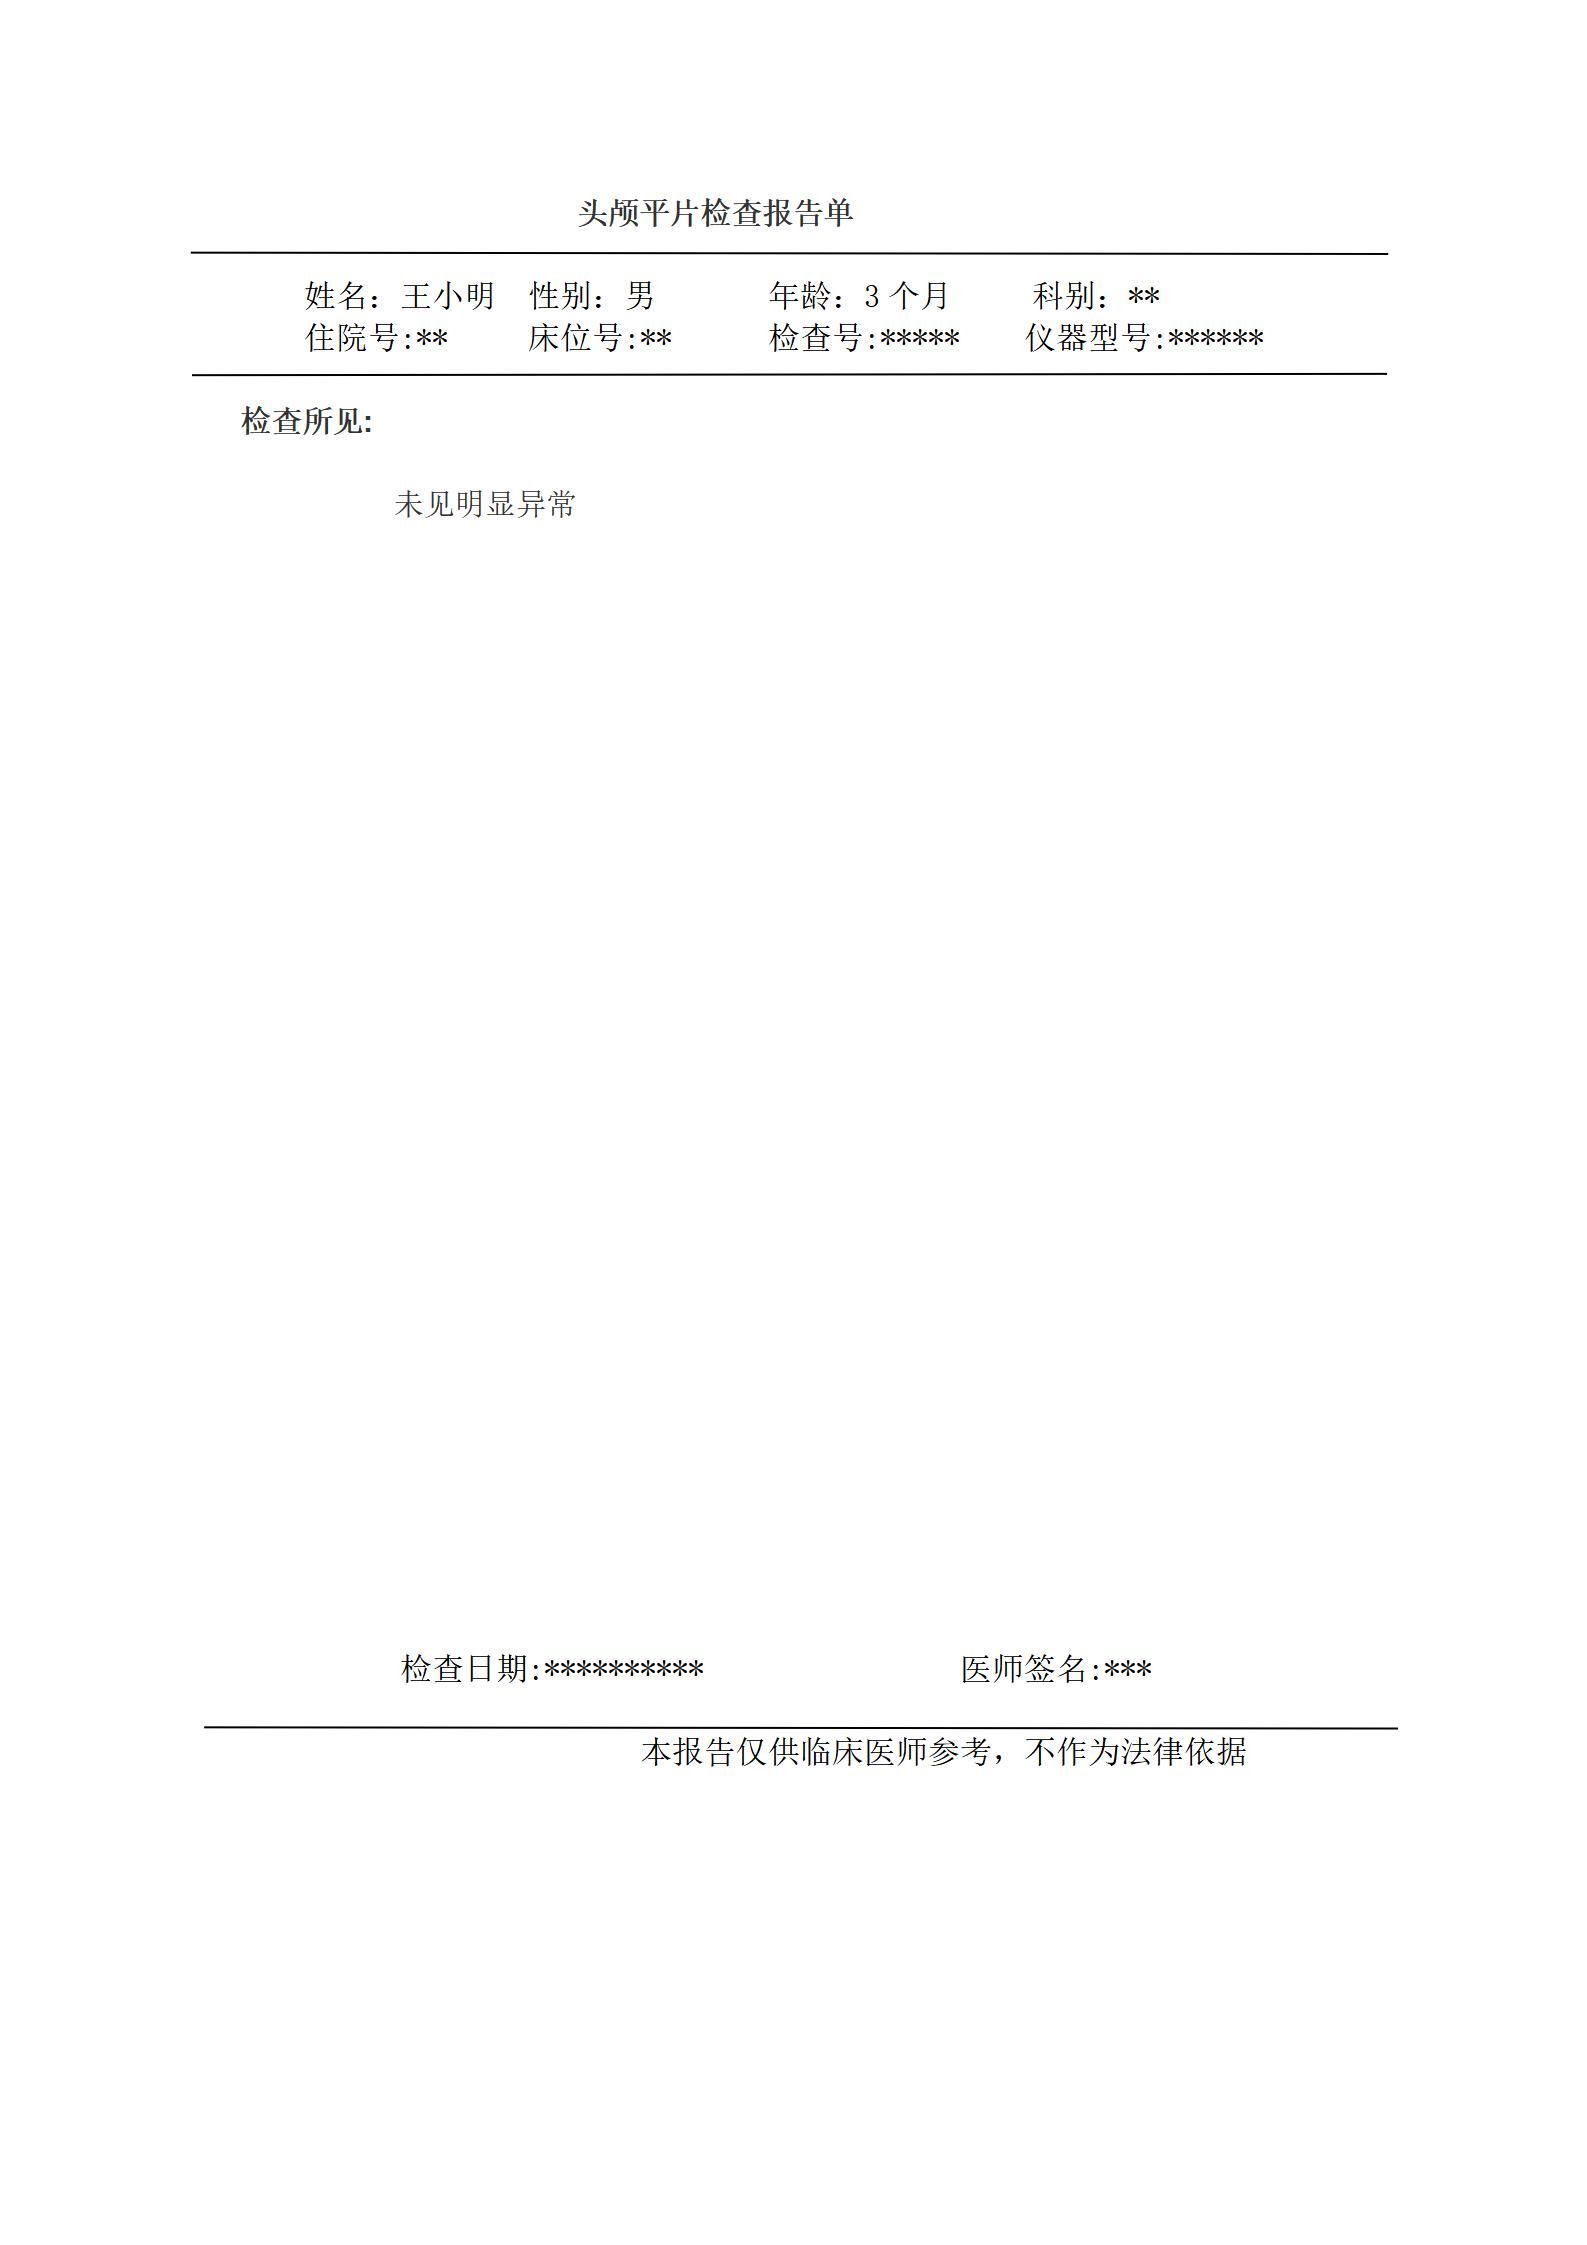 头颅平片检查报告单
姓名：王小明 性别：男 年龄：3 个月 科别：**
住院号:** 床位号:** 检查号:***** 仪器型号:******
检查所见:
未见明显异常
检查日期:********** 医师签名:***
本报告仅供临床医师参考，不作为法律依据